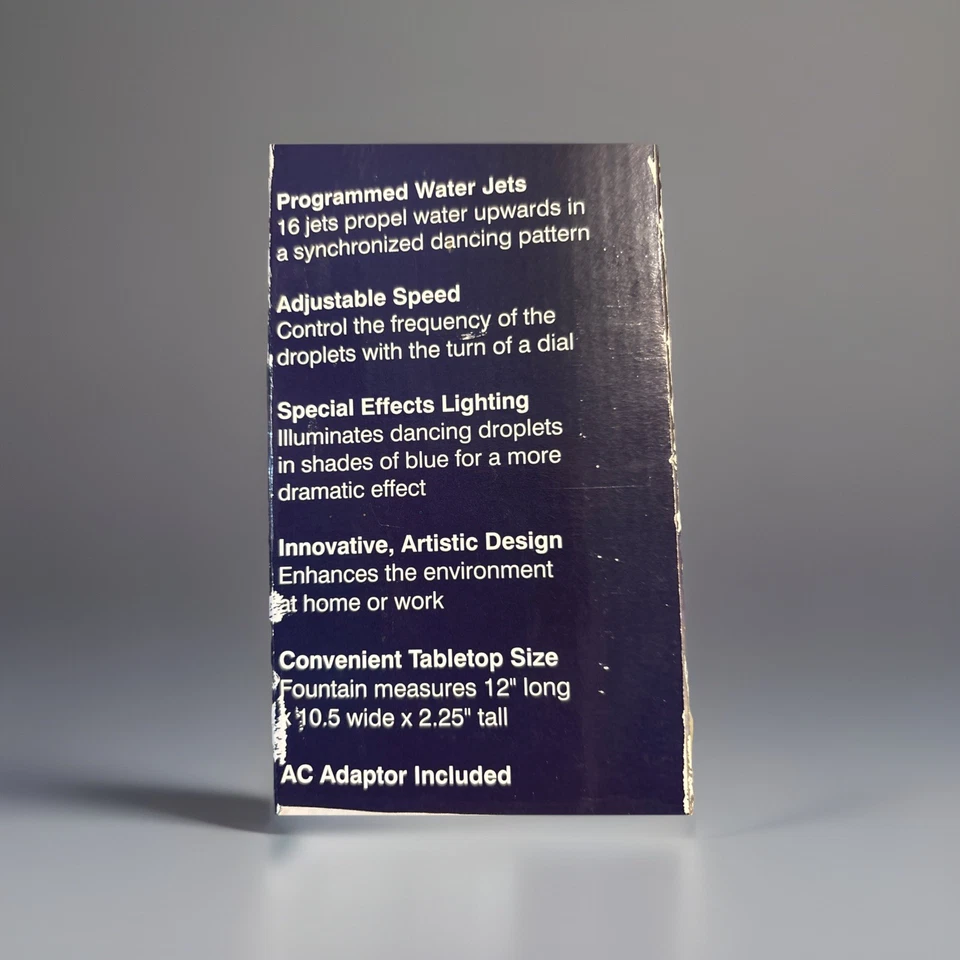 Programmed Water Jets
16 jets propel water upwards in
a synchronized dancing pattern
Adjustable Speed
Control the frequency of the
droplets with the turn of a dial
Special Effects Lighting
Illuminates dancing droplets
in shades of blue for a more
dramatic effect
Innovative, Artistic Design
Enhances the environment
at home or work
Convenient Tabletop Size
Fountain measures 12" long
x 10.5 wide x 2.25" tall
AC Adaptor Included